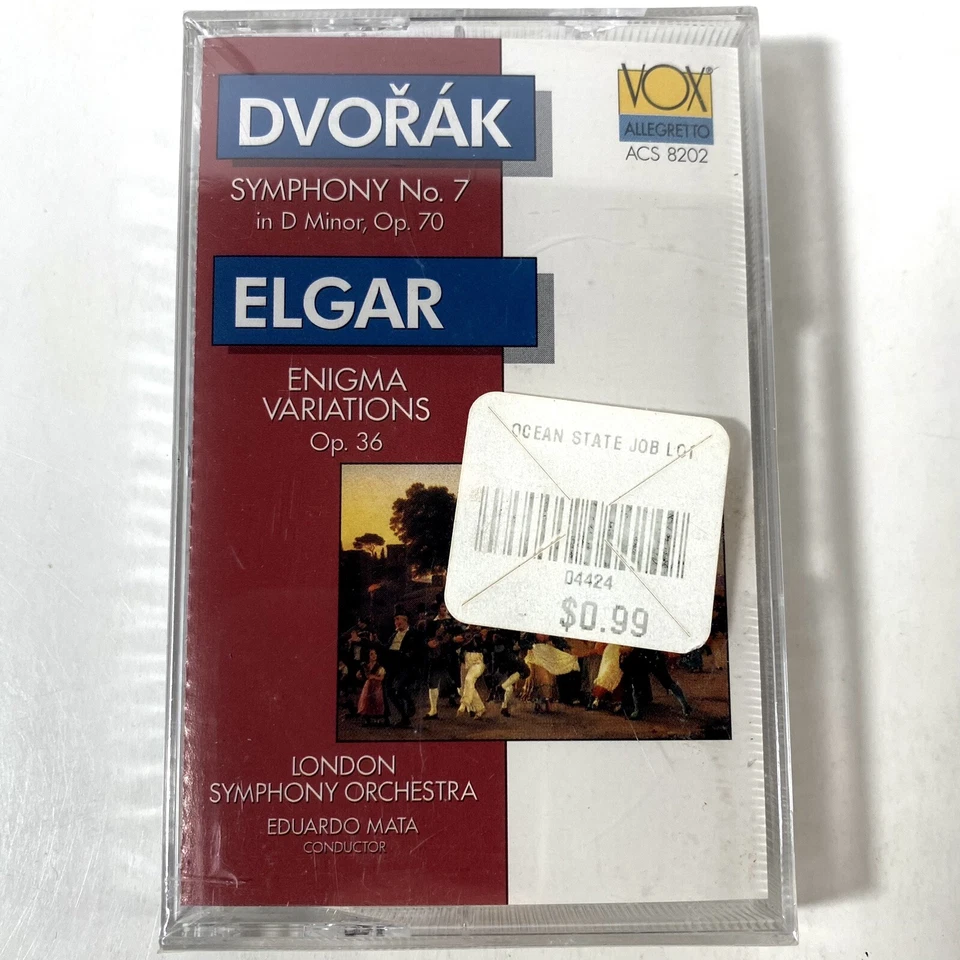 DVOŘÁK
SYMPHONY No. 7
in D Minor, Op. 70
ELGAR
ENIGMA
VARIATIONS
Op. 36
VOX®
ALLEGRETTO
ACS 8202
OCEAN STATE JOB LOT
04424
$0.99
LONDON
SYMPHONY ORCHESTRA
EDUARDO MATA
CONDUCTOR